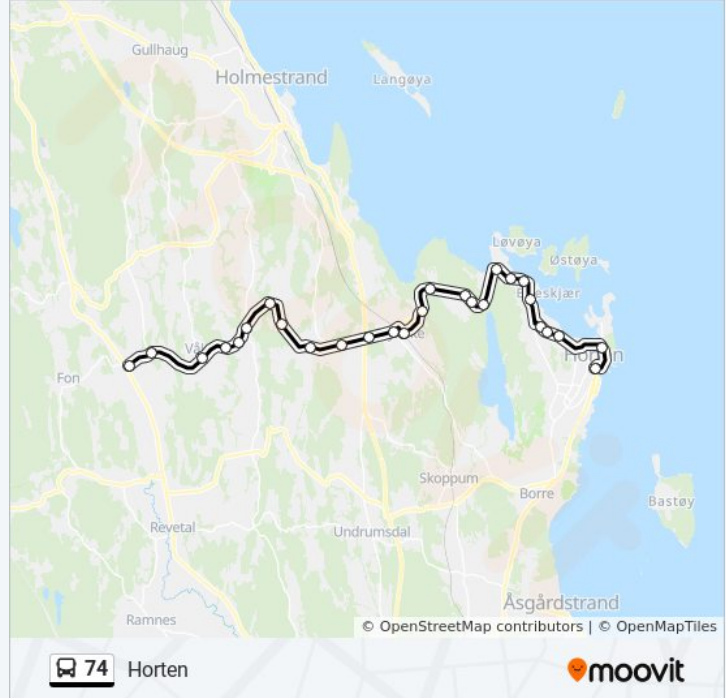 Gullhaug
Holmestrand
Langøya
Løvøya
Østøya
Horten
Fon
Skoppum
Borre
Bastøy
Revetal
Undrumsdal
Åsgårdstrand
Ramnes
© OpenStreetMap contributors | © OpenMapTiles
74 Horten
moovit